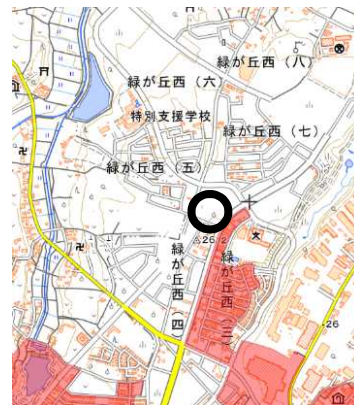 緑が丘西（八）
緑が丘西（六）
特別支援学校
緑が丘西（七）
緑が丘西（五）
26.2
緑が丘西（四）
緑が丘西（三）
26